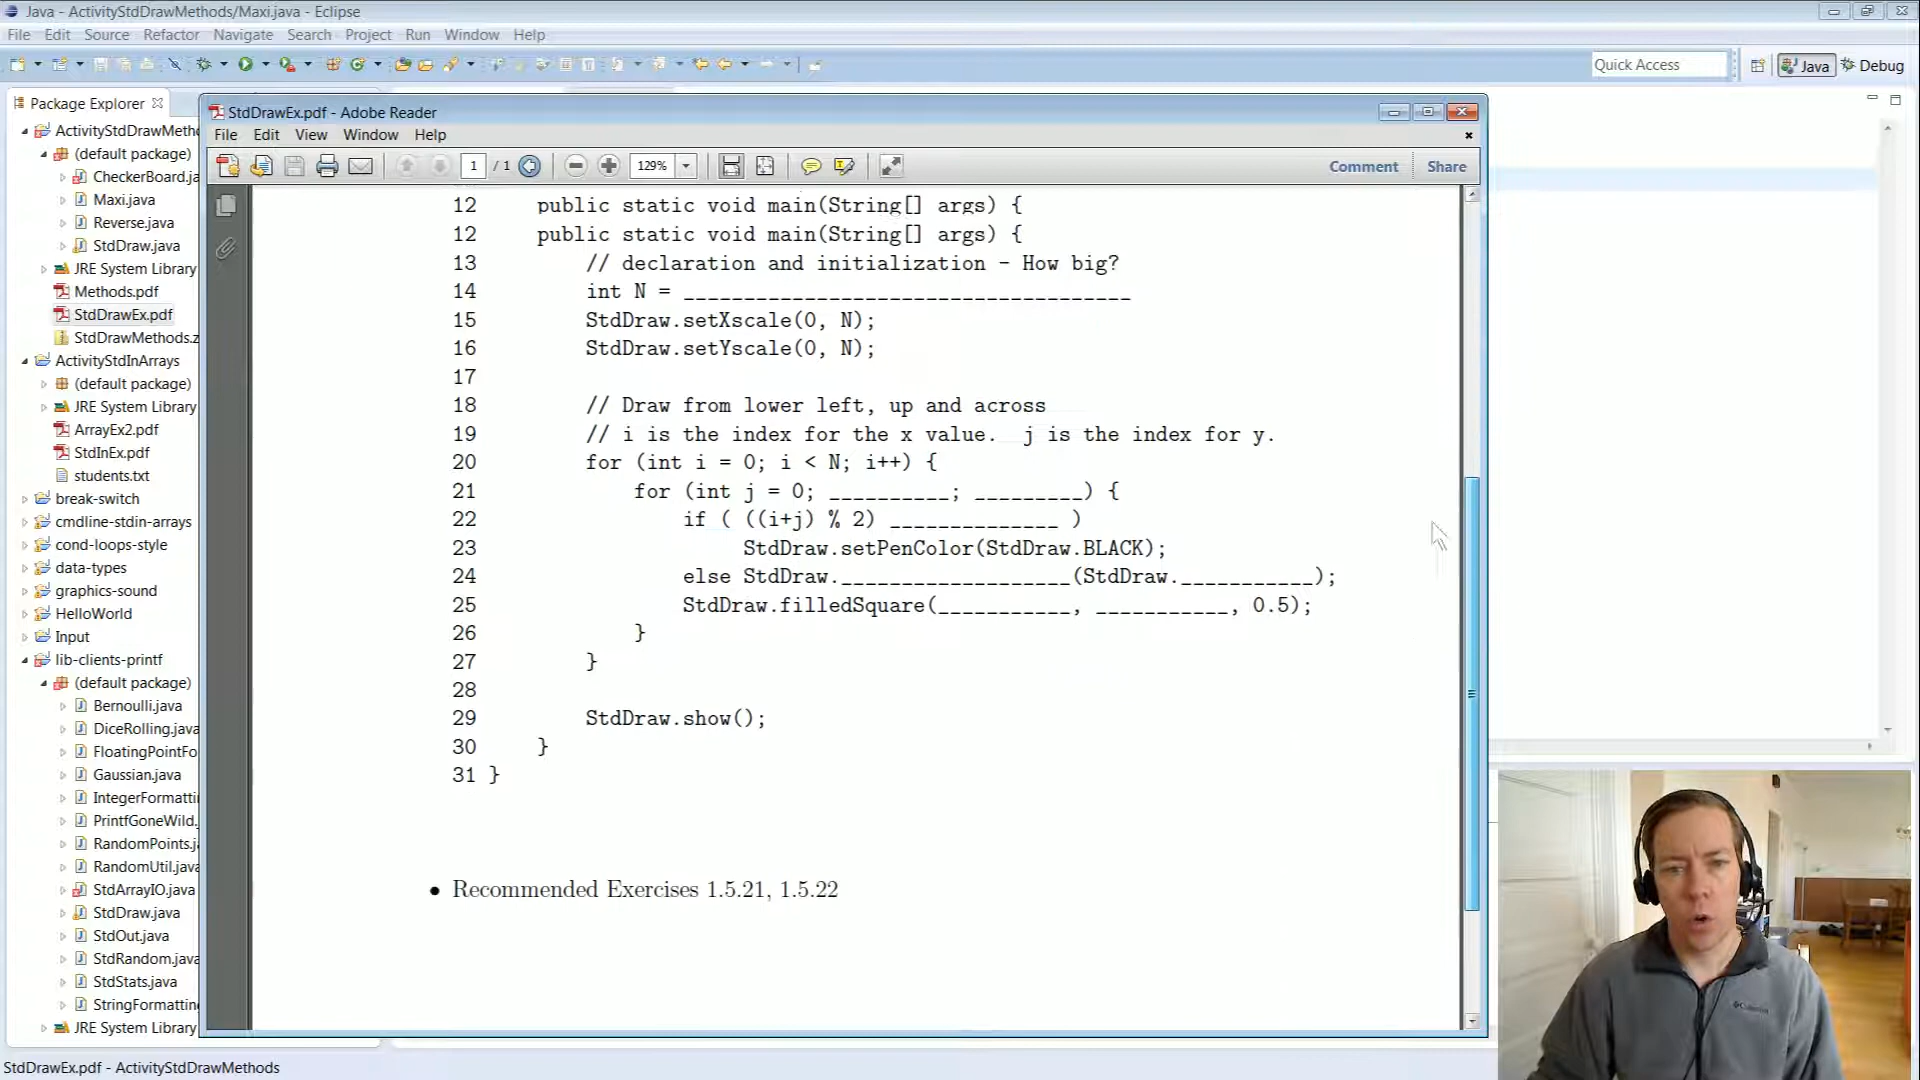 Java - ActivityStdDrawMethods/Maxi.java - Eclipse
File Edit Source Refactor Navigate Search Project Run Window Help
Quick Access
Java
Debug
Package Explorer
ActivityStdDrawMetho
(default package)
CheckerBoard.ja
Maxi.java
Reverse.java
StdDraw.java
JRE System Library
Methods.pdf
StdDrawEx.pdf
StdDrawMethods.z
ActivityStdInArrays
(default package)
JRE System Library
ArrayEx2.pdf
StdInEx.pdf
students.txt
break-switch
cmdline-stdin-arrays
cond-loops-style
data-types
graphics-sound
HelloWorld
Input
lib-clients-printf
(default package)
Bernoulli.java
DiceRolling.java
FloatingPointFo
Gaussian.java
IntegerFormatti
PrintfGoneWild.
RandomPoints.j
RandomUtil.java
StdArrayIO.java
StdDraw.java
StdOut.java
StdRandom.java
StdStats.java
StringFormatting
JRE System Library
StdDrawEx.pdf - Adobe Reader
File Edit View Window Help
1 / 1
129%
Comment Share
12 public static void main(String[] args) {
12 public static void main(String[] args) {
13 // declaration and initialization - How big?
14 int N = _____________________________________
15 StdDraw.setXscale(0, N);
16 StdDraw.setYscale(0, N);
17
18 // Draw from lower left, up and across
19 // i is the index for the x value. j is the index for y.
20 for (int i = 0; i < N; i++) {
21 for (int j = 0; __________; _________) {
22 if ( ((i+j) % 2) ______________ )
23 StdDraw.setPenColor(StdDraw.BLACK);
24 else StdDraw.___________________(StdDraw.___________);
25 StdDraw.filledSquare(___________, ___________, 0.5);
26 }
27 }
28
29 StdDraw.show();
30 }
31 }
• Recommended Exercises 1.5.21, 1.5.22
Columbia
StdDrawEx.pdf - ActivityStdDrawMethods